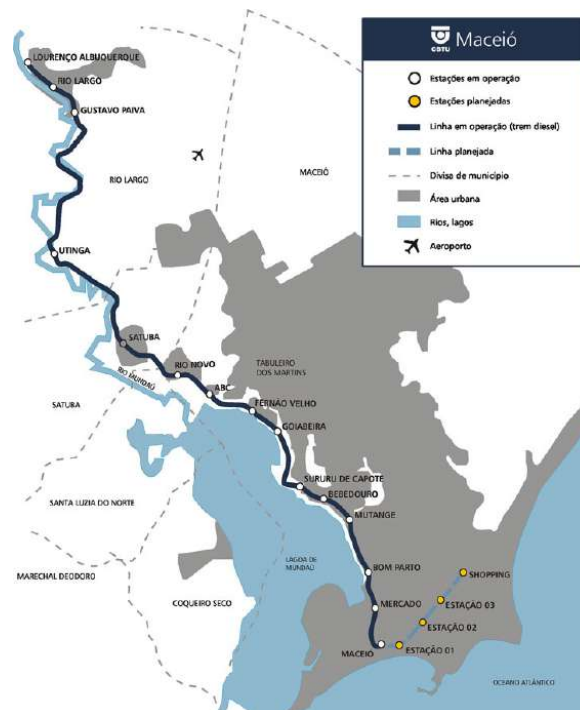 CBTU Maceió
Estações em operação
Estações planejadas
Linha em operação (trem diesel)
Linha planejada
Divisa de município
Área urbana
Rios, lagos
Aeroporto
LOURENÇO ALBUQUERQUE
RIO LARGO
GUSTAVO PAIVA
RIO LARGO
MACEIÓ
UTINGA
SATUBA
RIO NOVO
TABULEIRO
DOS MARTINS
RIO MUNDAÚ
ABC
SATUBA
FERNÃO VELHO
GOIABEIRA
SURURU DE CAPOTE
BEBEDOURO
SANTA LUZIA DO NORTE
MUTANGE
LAGOA DE
MUNDAÚ
BOM PARTO
SHOPPING
MARECHAL DEODORO
COQUEIRO SECO
MERCADO
ESTAÇÃO 03
ESTAÇÃO 02
MACEIÓ
ESTAÇÃO 01
OCEANO ATLÂNTICO